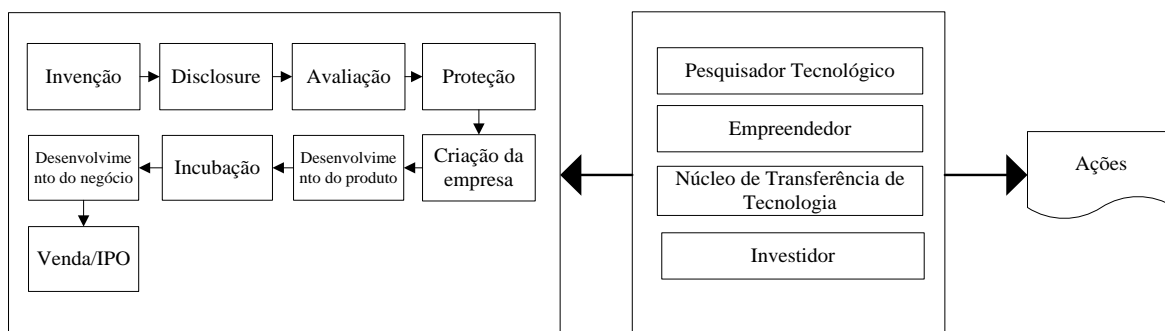 Invenção
Disclosure
Avaliação
Proteção
Criação da
empresa
Desenvolvime
nto do produto
Incubação
Desenvolvime
nto do negócio
Venda/IPO
Pesquisador Tecnológico
Empreendedor
Núcleo de Transferência de
Tecnologia
Investidor
Ações